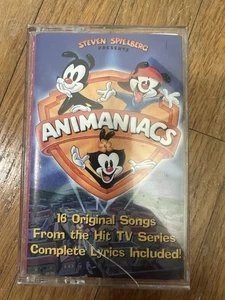 STEVEN SPIELBERG
PRESENTS
ANIMANIACS
16 Original Songs
From the Hit TV Series
Complete Lyrics Included!